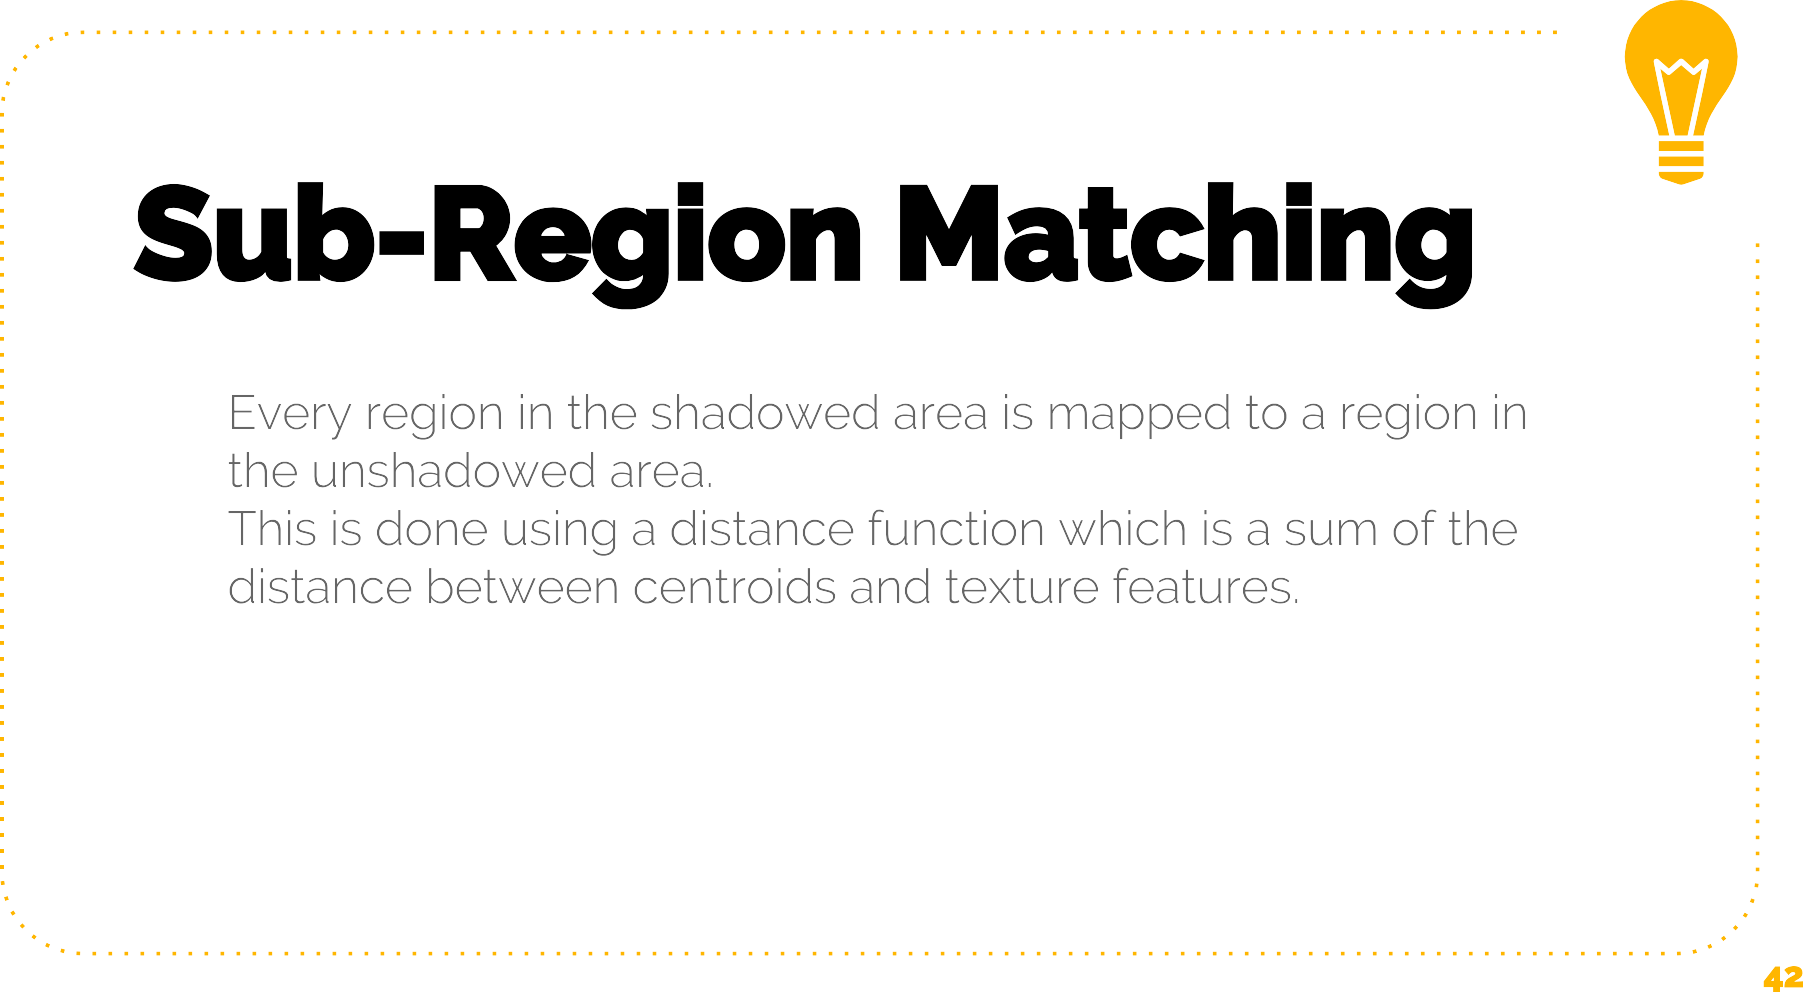 Sub-Region Matching
Every region in the shadowed area is mapped to a region in
the unshadowed area.
This is done using a distance function which is a sum of the
distance between centroids and texture features.
42